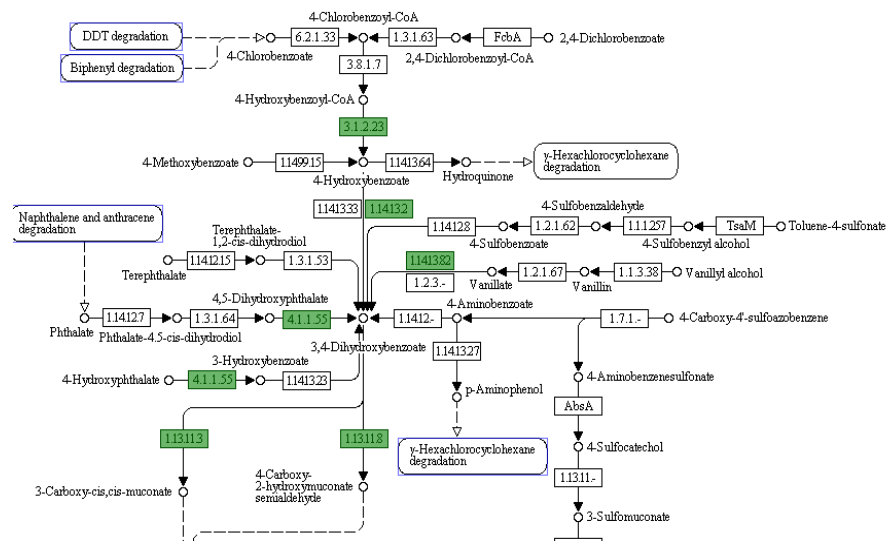 4-Chlorobenzoyl-CoA
DDT degradation
6.2.1.33
1.3.1.63
FcbA
2,4-Dichlorobenzoate
4-Chlorobenzoate
2,4-Dichlorobenzoyl-CoA
Biphenyl degradation
3.8.1.7
4-Hydroxybenzoyl-CoA
3.1.2.23
4-Methoxybenzoate
1.14.99.15
1.14.13.64
γ-Hexachlorocyclohexane
degradation
4-Hydroxybenzoate
Hydroquinone
1.14.13.33
1.14.13.2
4-Sulfobenzaldehyde
Naphthalene and anthracene
degradation
1.14.12.8
1.2.1.62
1.1.1.257
TsaM
Toluene-4-sulfonate
Terephthalate-
1,2-cis-dihydrodiol
4-Sulfobenzoate
4-Sulfobenzyl alcohol
1.14.12.15
1.3.1.53
1.14.13.82
Terephthalate
1.2.3.-
1.2.1.67
1.1.3.38
Vanillyl alcohol
Vanillate
Vanillin
4,5-Dihydroxyphthalate
4-Aminobenzoate
1.14.12.7
1.3.1.64
4.1.1.55
1.14.12.-
1.7.1.-
4-Carboxy-4'-sulfoazobenzene
Phthalate
Phthalate-4.5-cis-dihydrodiol
3,4-Dihydroxybenzoate
3-Hydroxybenzoate
1.14.13.27
4-Hydroxyphthalate
4.1.1.55
1.14.13.23
4-Aminobenzenesulfonate
p-Aminophenol
AbsA
1.13.11.3
1.13.11.8
γ-Hexachlorocyclohexane
degradation
4-Sulfocatechol
4-Carboxy-
2-hydroxymuconate
semialdehyde
1.13.11.-
3-Carboxy-cis,cis-muconate
3-Sulfomuconate